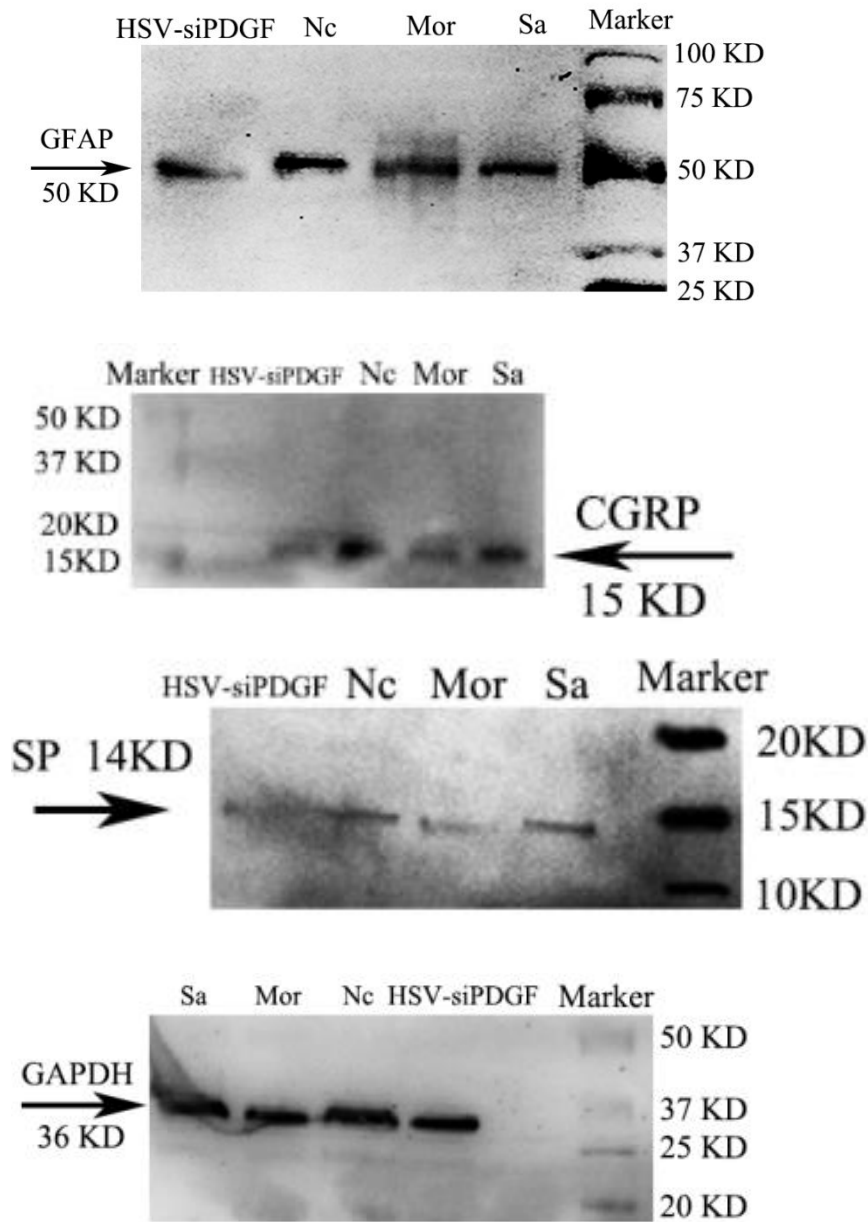 HSV-siPDGF Nc Mor Sa Marker
100 KD
75 KD
GFAP
50 KD
50 KD
37 KD
25 KD
Marker HSV-siPDGF Nc Mor Sa
50 KD
37 KD
20KD
15KD
CGRP
15 KD
HSV-siPDGF Nc Mor Sa Marker
SP 14KD
20KD
15KD
10KD
Sa Mor Nc HSV-siPDGF Marker
GAPDH
36 KD
50 KD
37 KD
25 KD
20 KD